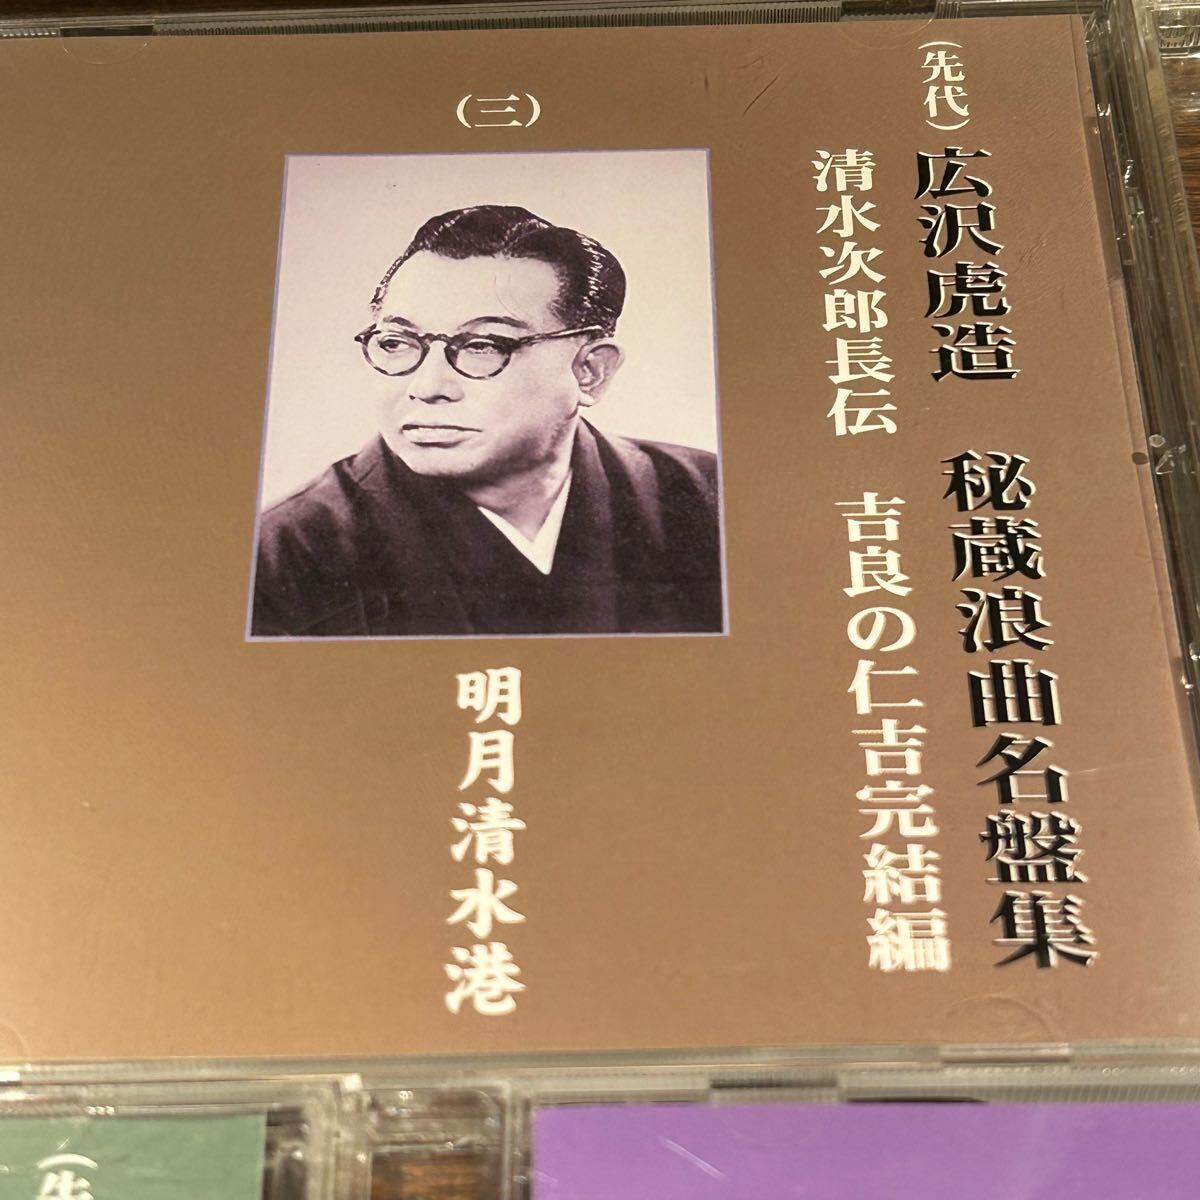 (先代)広沢虎造 秘蔵浪曲名盤集
清水次郎長伝 吉良の仁吉完結編
(三)
明月清水港
(先